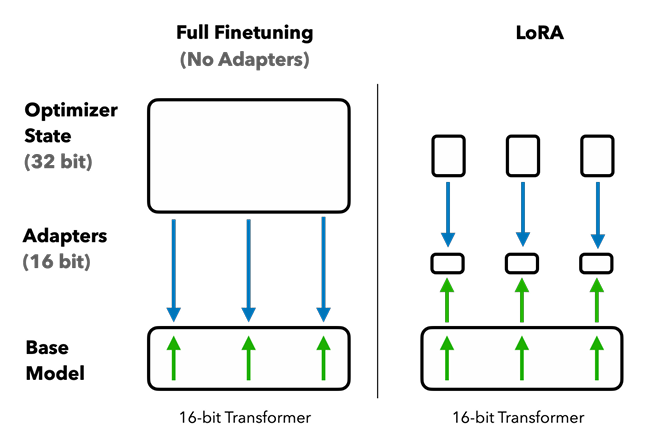 Full Finetuning
(No Adapters)
LoRA
Optimizer
State
(32 bit)
Adapters
(16 bit)
Base
Model
16-bit Transformer
16-bit Transformer